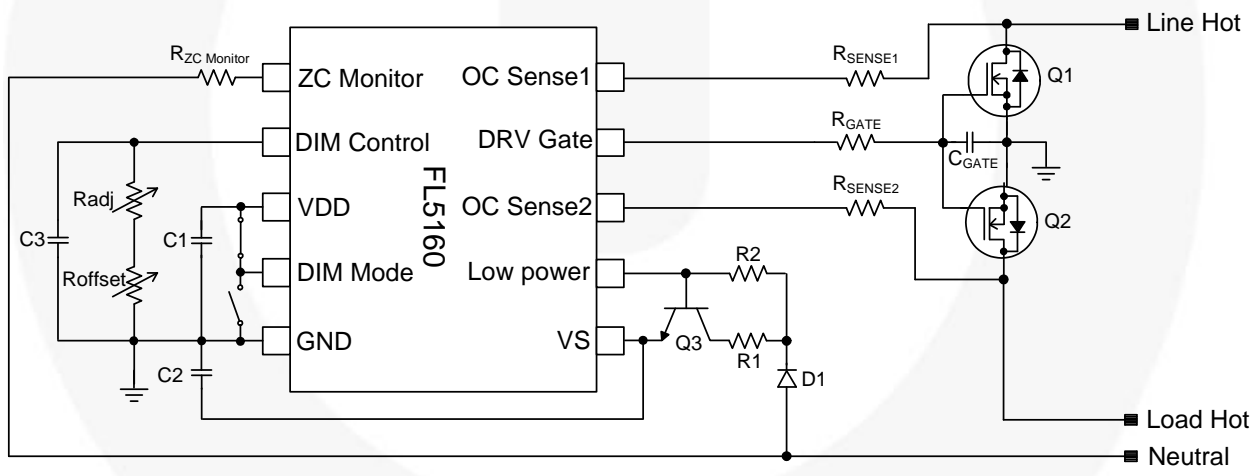 Line Hot
R_ZC Monitor
R_SENSE1
ZC Monitor
OC Sense1
Q1
DIM Control
DRV Gate
R_GATE
C_GATE
FL5160
Radj
R_SENSE2
VDD
OC Sense2
Q2
C3
C1
DIM Mode
Low power
R2
Roffset
GND
VS
Q3
R1
C2
D1
Load Hot
Neutral